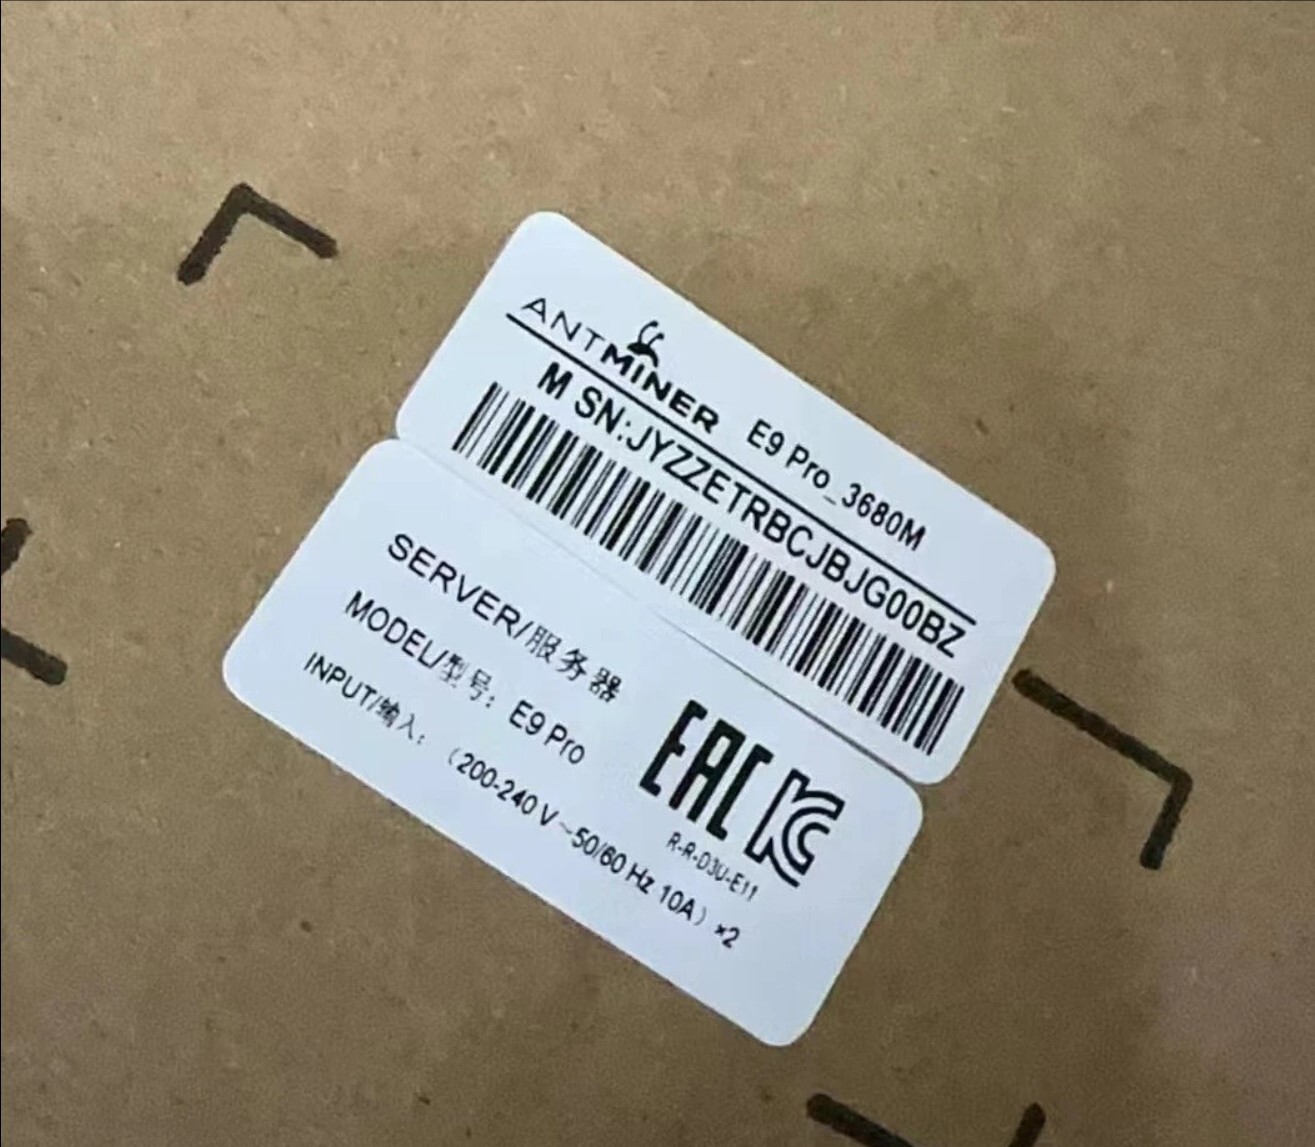 ANTMINER E9 Pro_3680M
M SN:JYZZETRBCJBJG00BZ
SERVER/服务器
MODEL/型号: E9 Pro
INPUT/输入: (200-240 V~50/60 Hz 10A) ×2
EAC
R-R-D3U-E11